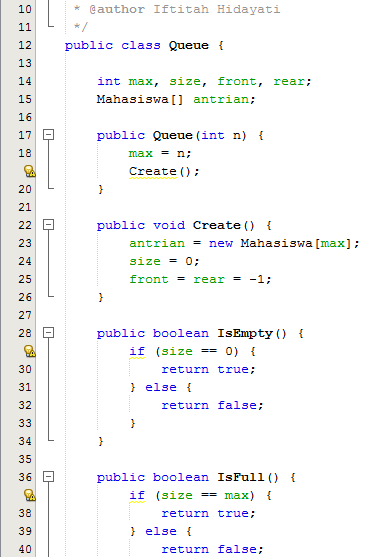 10 * @author Iftitah Hidayati
11 */
12 public class Queue {
13
14 int max, size, front, rear;
15 Mahasiswa[] antrian;
16
17 public Queue(int n) {
18 max = n;
Create();
20 }
21
22 public void Create() {
23 antrian = new Mahasiswa[max];
24 size = 0;
25 front = rear = -1;
26 }
27
28 public boolean IsEmpty() {
if (size == 0) {
30 return true;
31 } else {
32 return false;
33 }
34 }
35
36 public boolean IsFull() {
if (size == max) {
38 return true;
39 } else {
40 return false;